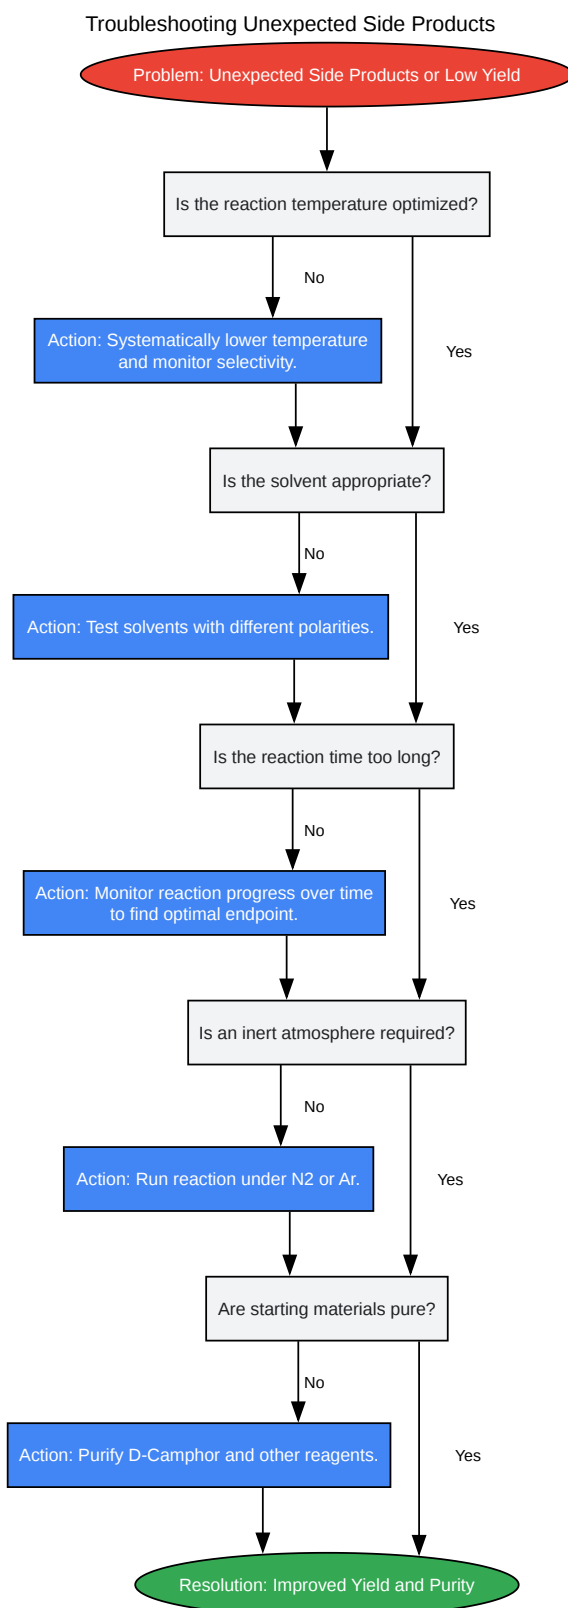 Troubleshooting Unexpected Side Products
Problem: Unexpected Side Products or Low Yield
Is the reaction temperature optimized?
No
Action: Systematically lower temperature
and monitor selectivity.
Yes
Is the solvent appropriate?
No
Action: Test solvents with different polarities.
Yes
Is the reaction time too long?
No
Action: Monitor reaction progress over time
to find optimal endpoint.
Yes
Is an inert atmosphere required?
No
Action: Run reaction under N2 or Ar.
Yes
Are starting materials pure?
No
Action: Purify D-Camphor and other reagents.
Yes
Resolution: Improved Yield and Purity